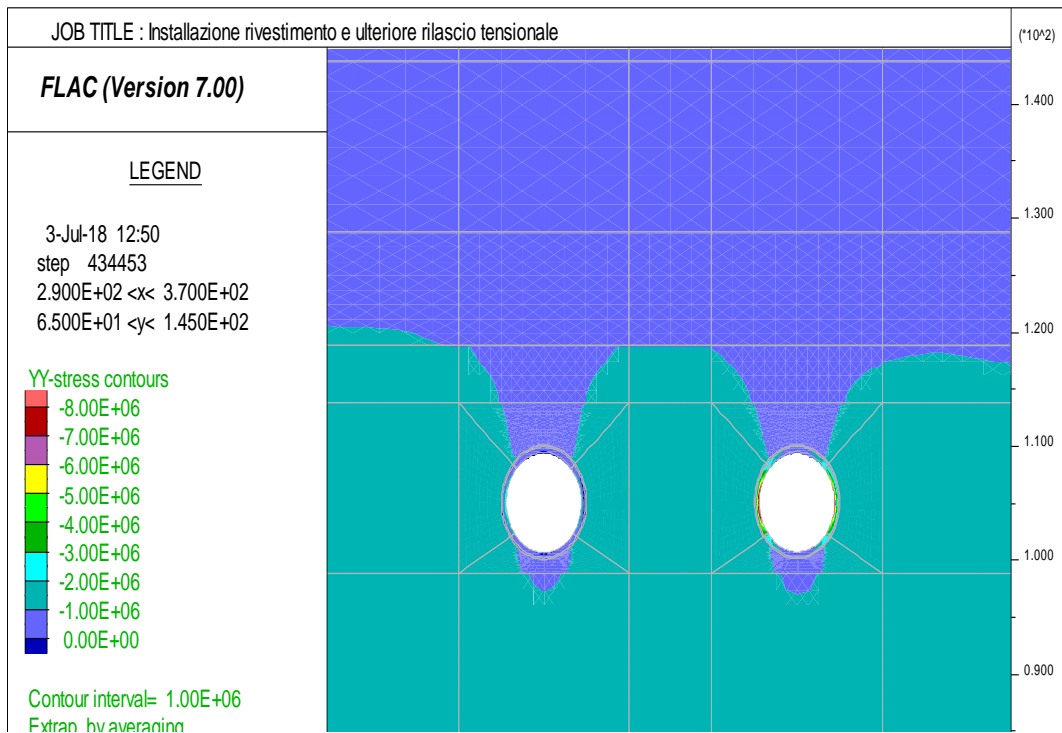 JOB TITLE : Installazione rivestimento e ulteriore rilascio tensionale
(*10^2)
FLAC (Version 7.00)
LEGEND
3-Jul-18 12:50
step 434453
2.900E+02 <x< 3.700E+02
6.500E+01 <y< 1.450E+02
YY-stress contours
-8.00E+06
-7.00E+06
-6.00E+06
-5.00E+06
-4.00E+06
-3.00E+06
-2.00E+06
-1.00E+06
0.00E+00
Contour interval= 1.00E+06
Extrap. by averaging
1.400
1.300
1.200
1.100
1.000
0.900